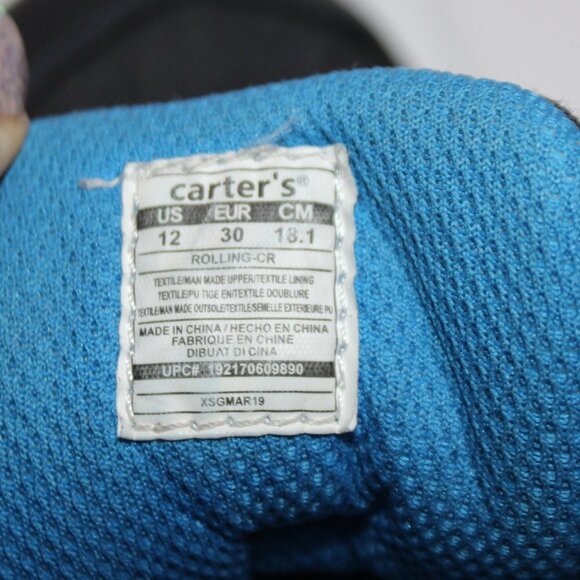 carter's®
US EUR CM
12 30 18.1
ROLLING-CR
TEXTILE/MAN MADE UPPER/TEXTILE LINING
TEXTILE/PU TIGE EN/TEXTILE DOUBLURE
TEXTILE/MAN MADE OUTSOLE/TEXTILE/SEMELLE EXTERIEURE PU
MADE IN CHINA / HECHO EN CHINA
FABRIQUE EN CHINE
DIBUAT DI CINA
UPC# 192170609890
XSGMAR19